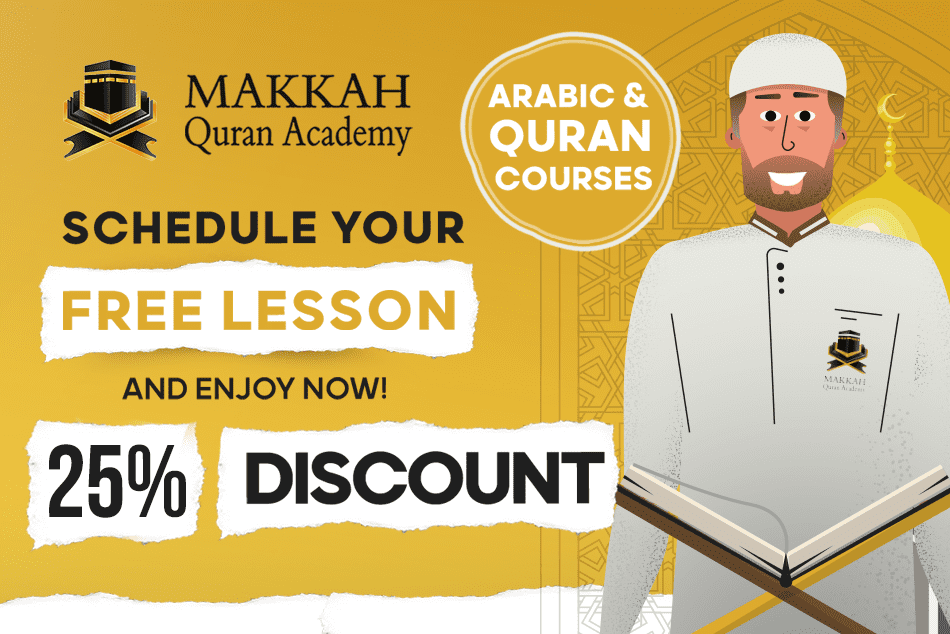 MAKKAH
Quran Academy
ARABIC &
QURAN
COURSES
SCHEDULE YOUR
FREE LESSON
AND ENJOY NOW!
25% DISCOUNT
MAKKAH
Quran Academy